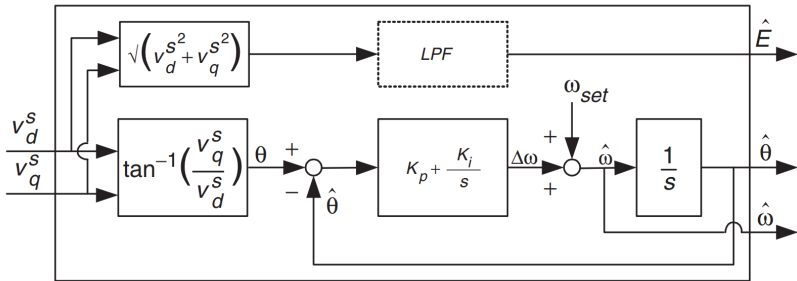 √(v_d^s² + v_q^s²)
LPF
Ê
ω_set
v_d^s
v_q^s
tan⁻¹(v_q^s / v_d^s)
θ
+
−
θ̂
K_p + K_i / s
Δω
+
+
ω̂
1 / s
θ̂
ω̂